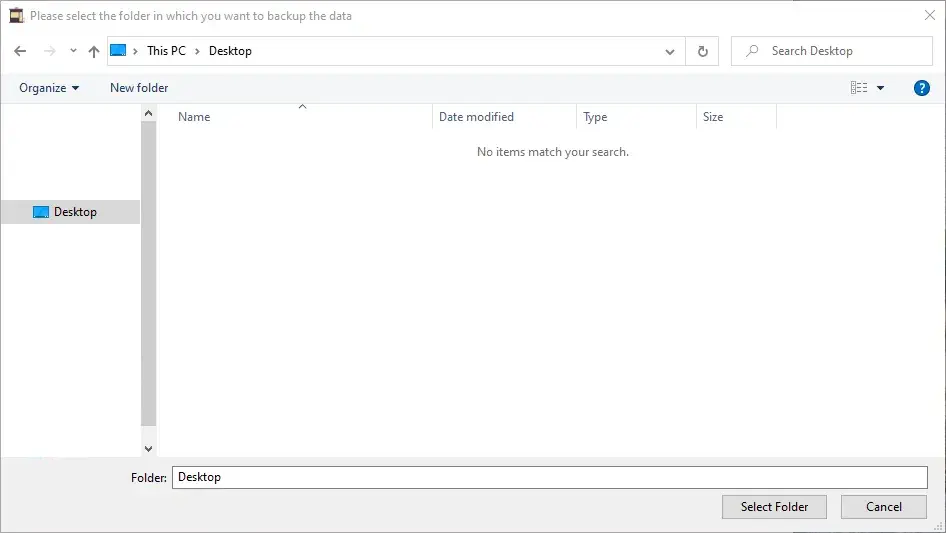 Please select the folder in which you want to backup the data
This PC > Desktop
Search Desktop
Organize New folder
?
Name Date modified Type Size
No items match your search.
Desktop
Folder: Desktop
Select Folder Cancel